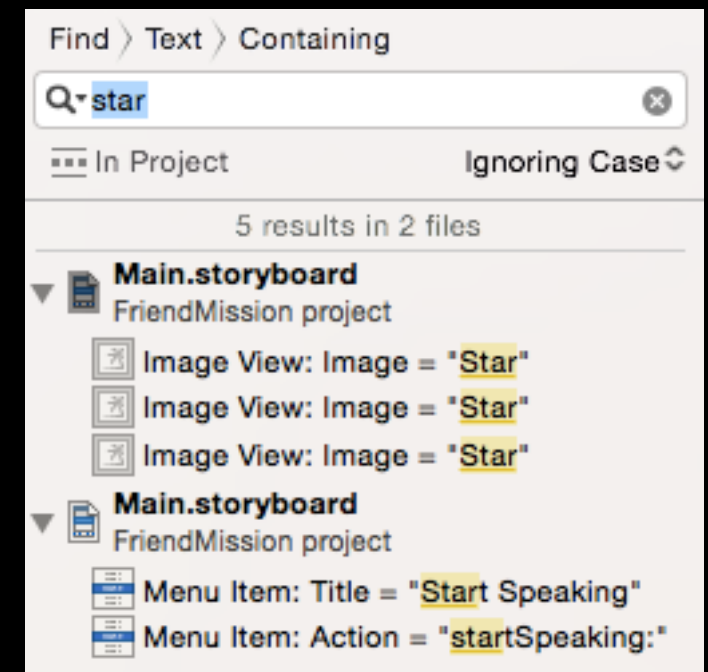 Find 〉 Text 〉 Containing
star
In Project Ignoring Case
5 results in 2 files
Main.storyboard
FriendMission project
Image View: Image = "Star"
Image View: Image = "Star"
Image View: Image = "Star"
Main.storyboard
FriendMission project
Menu Item: Title = "Start Speaking"
Menu Item: Action = "startSpeaking:"